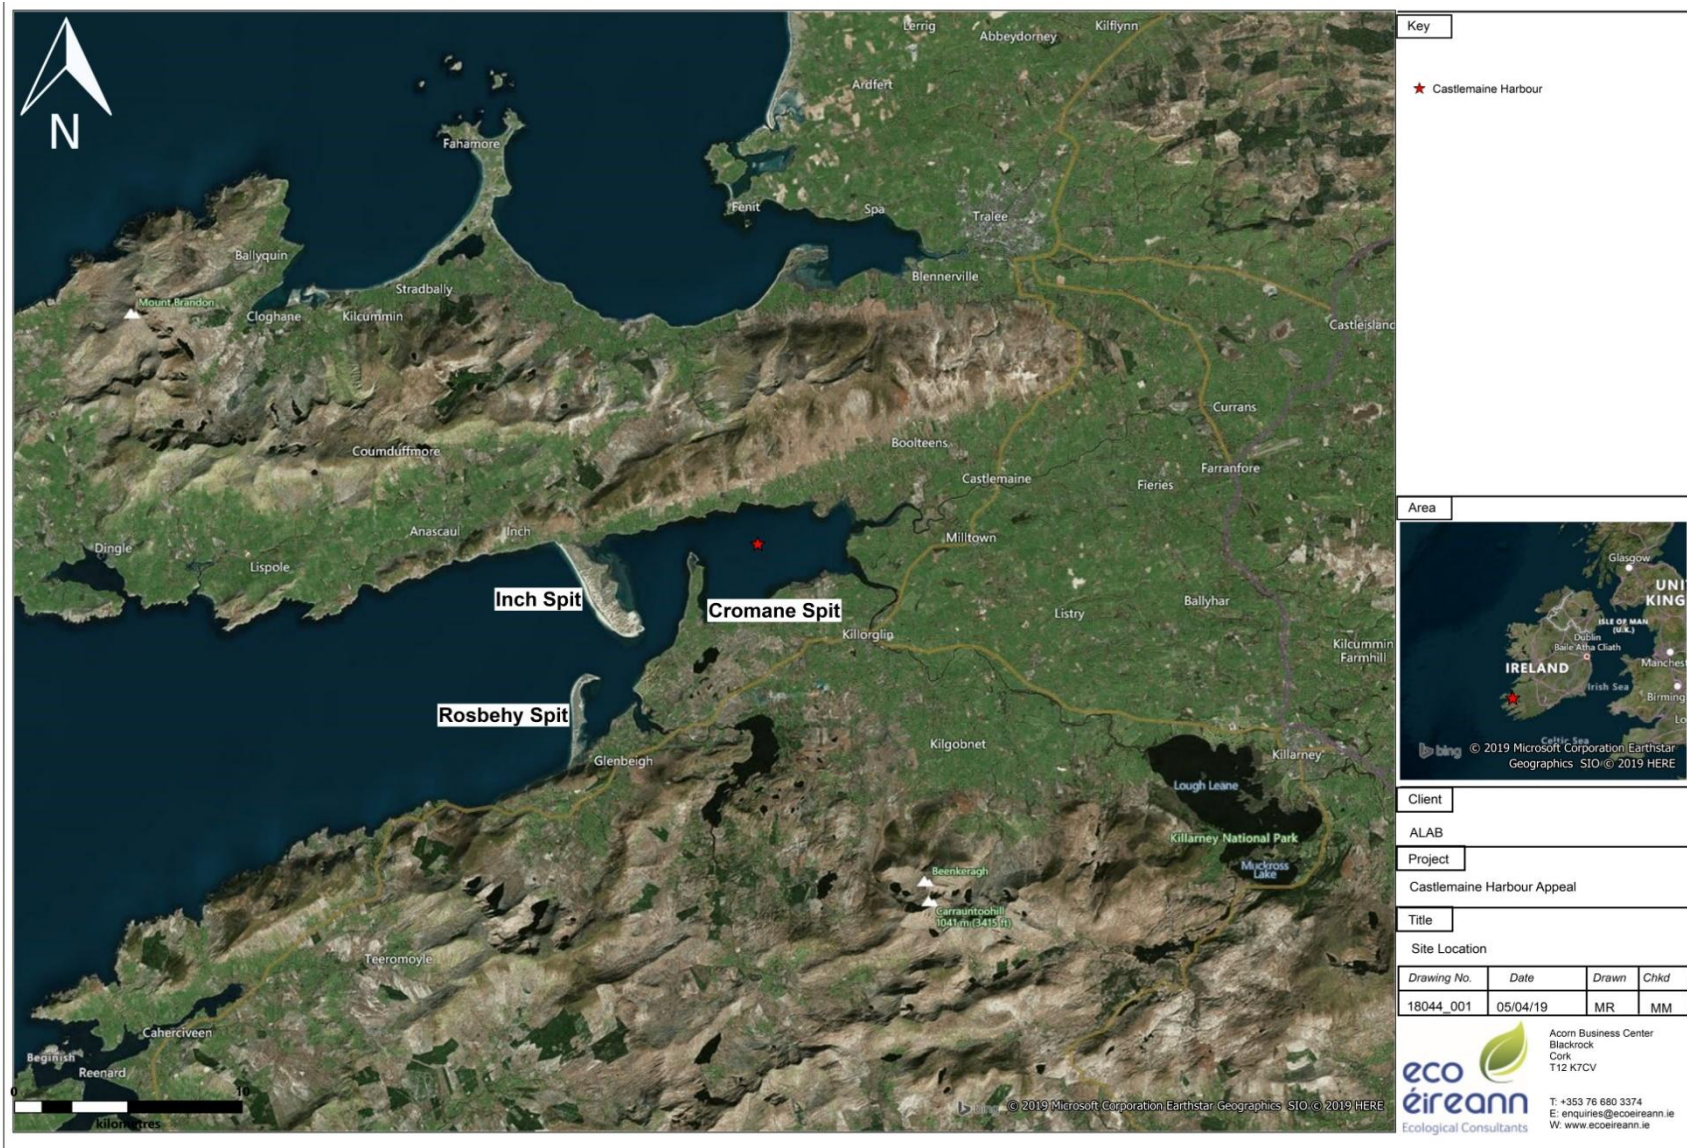 N
Lerrig
Kilflynn
Abbeydorney
Ardfert
Fahamore
Fenit
Spa
Tralee
Ballyquin
Blennerville
Stradbally
Mount Brandon
Cloghane
Kilcummin
Castleisland
Currans
Boolteens
Coumduffmore
Castlemaine
Farranfore
Fieries
Anascaul
Inch
Milltown
Dingle
Lispole
Inch Spit
Cromane Spit
Ballyhar
Listry
Killorglin
Kilcummin
Farmhill
Rosbehy Spit
Kilgobnet
Glenbeigh
Killarney
Lough Leane
Killarney National Park
Muckross
Lake
Beenkeragh
Carrauntoohill
1041 m (3415 ft)
Teeromoyle
Caherciveen
Beginish
Reenard
0 10
kilometres
bing © 2019 Microsoft Corporation Earthstar Geographics SIO © 2019 HERE
Key
Castlemaine Harbour
Area
Glasgow
UNI
KING
ISLE OF MAN
(U.K.)
Dublin
Baile Átha Cliath
IRELAND
Manchest
Irish Sea
Birming
Lo
Celtic Sea
bing © 2019 Microsoft Corporation Earthstar
Geographics SIO © 2019 HERE
Client
ALAB
Project
Castlemaine Harbour Appeal
Title
Site Location
Drawing No. Date Drawn Chkd
18044_001 05/04/19 MR MM
eco
éireann
Ecological Consultants
Acorn Business Center
Blackrock
Cork
T12 K7CV
T: +353 76 680 3374
E: enquiries@ecoeireann.ie
W: www.ecoeireann.ie